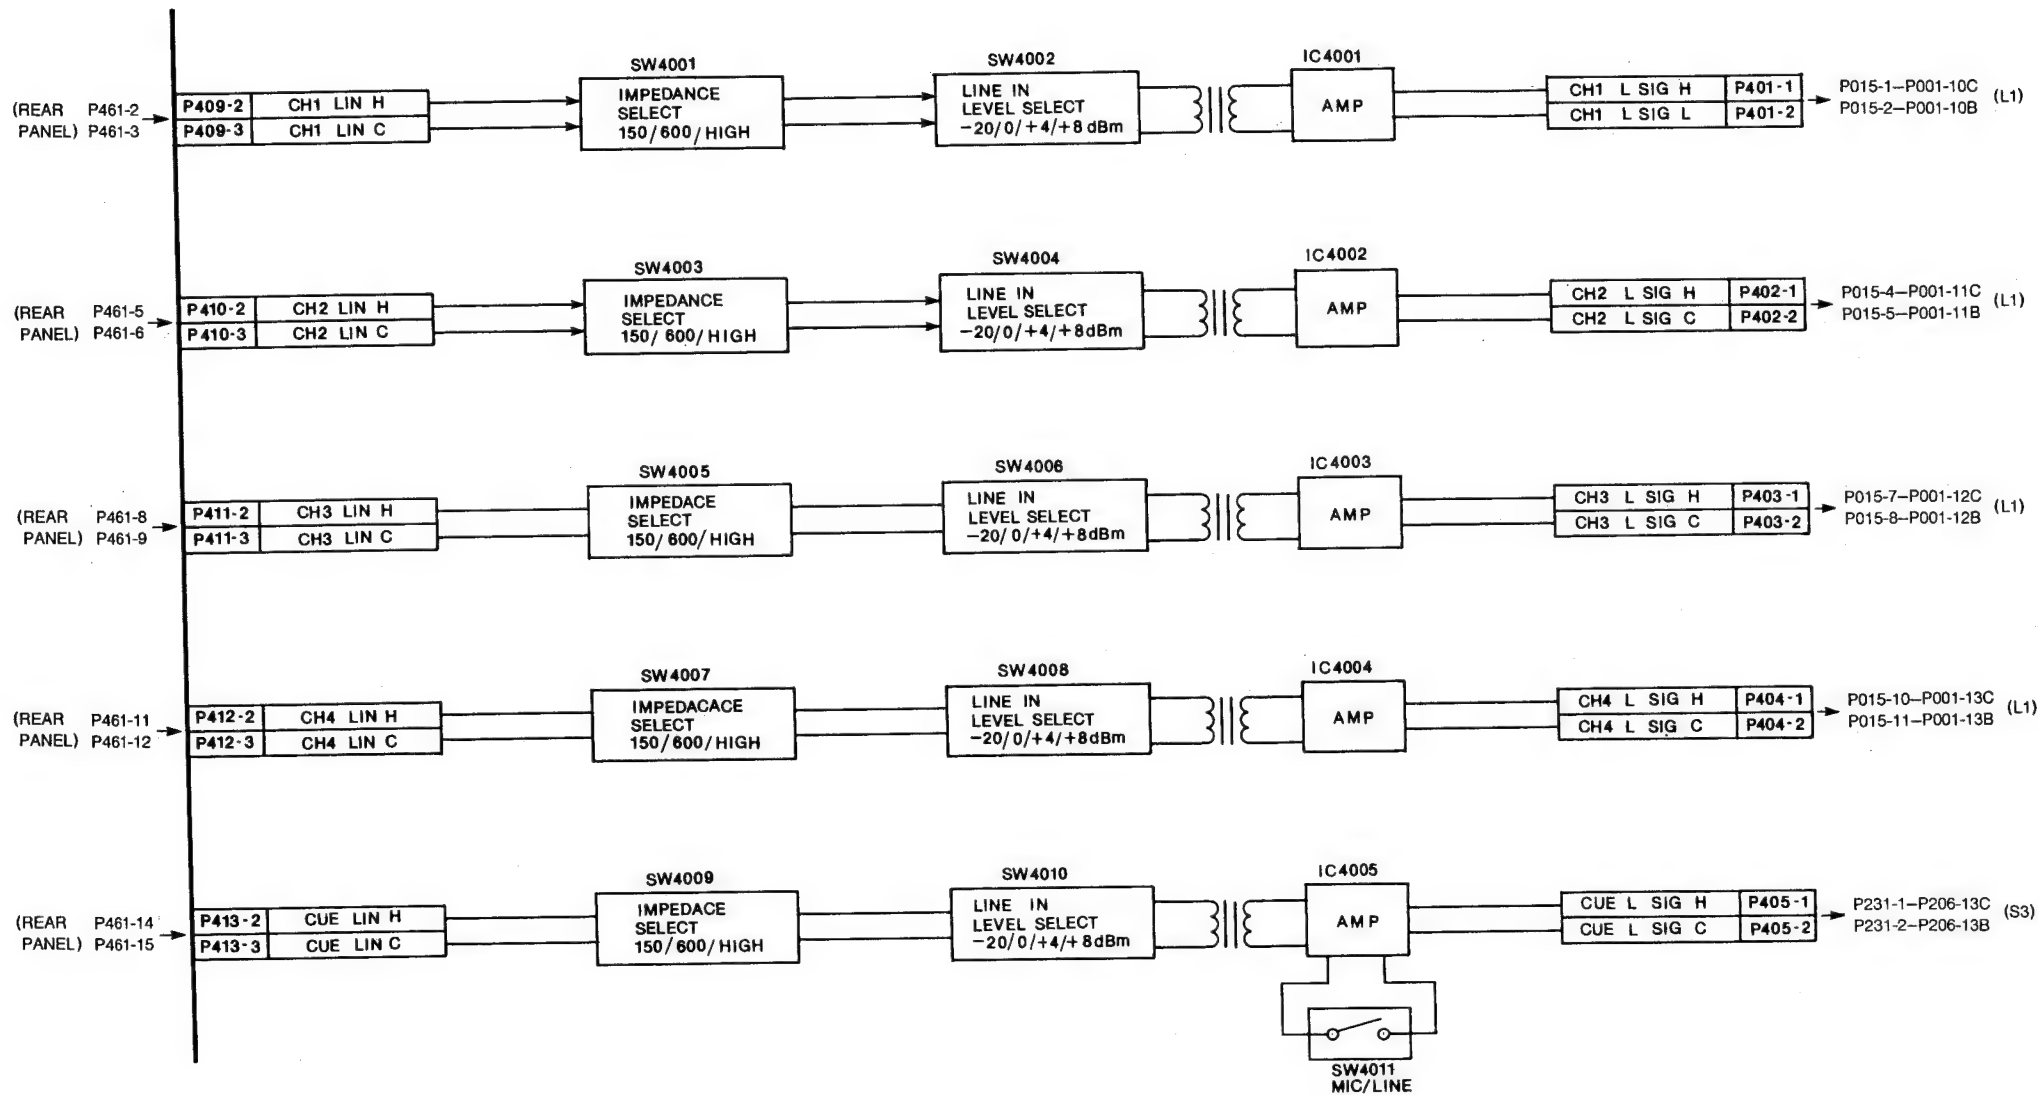 SW4001
SW4002
IC4001
(REAR P461-2
PANEL) P461-3
P409-2 CH1 LIN H
P409-3 CH1 LIN C
IMPEDANCE
SELECT
150/600/HIGH
LINE IN
LEVEL SELECT
-20/0/+4/+8 dBm
AMP
CH1 L SIG H P401-1
CH1 L SIG L P401-2
P015-1-P001-10C
P015-2-P001-10B
(L1)
SW4003
SW4004
IC4002
(REAR P461-5
PANEL) P461-6
P410-2 CH2 LIN H
P410-3 CH2 LIN C
IMPEDANCE
SELECT
150/600/HIGH
LINE IN
LEVEL SELECT
-20/0/+4/+8dBm
AMP
CH2 L SIG H P402-1
CH2 L SIG C P402-2
P015-4-P001-11C
P015-5-P001-11B
(L1)
SW4005
SW4006
IC4003
(REAR P461-8
PANEL) P461-9
P411-2 CH3 LIN H
P411-3 CH3 LIN C
IMPEDACE
SELECT
150/600/HIGH
LINE IN
LEVEL SELECT
-20/0/+4/+8dBm
AMP
CH3 L SIG H P403-1
CH3 L SIG C P403-2
P015-7-P001-12C
P015-8-P001-12B
(L1)
SW4007
SW4008
IC4004
(REAR P461-11
PANEL) P461-12
P412-2 CH4 LIN H
P412-3 CH4 LIN C
IMPEDACACE
SELECT
150/600/HIGH
LINE IN
LEVEL SELECT
-20/0/+4/+8dBm
AMP
CH4 L SIG H P404-1
CH4 L SIG C P404-2
P015-10-P001-13C
P015-11-P001-13B
(L1)
SW4009
SW4010
IC4005
(REAR P461-14
PANEL) P461-15
P413-2 CUE LIN H
P413-3 CUE LIN C
IMPEDACE
SELECT
150/600/HIGH
LINE IN
LEVEL SELECT
-20/0/+4/+8dBm
AMP
CUE L SIG H P405-1
CUE L SIG C P405-2
P231-1-P206-13C
P231-2-P206-13B
(S3)
SW4011
MIC/LINE